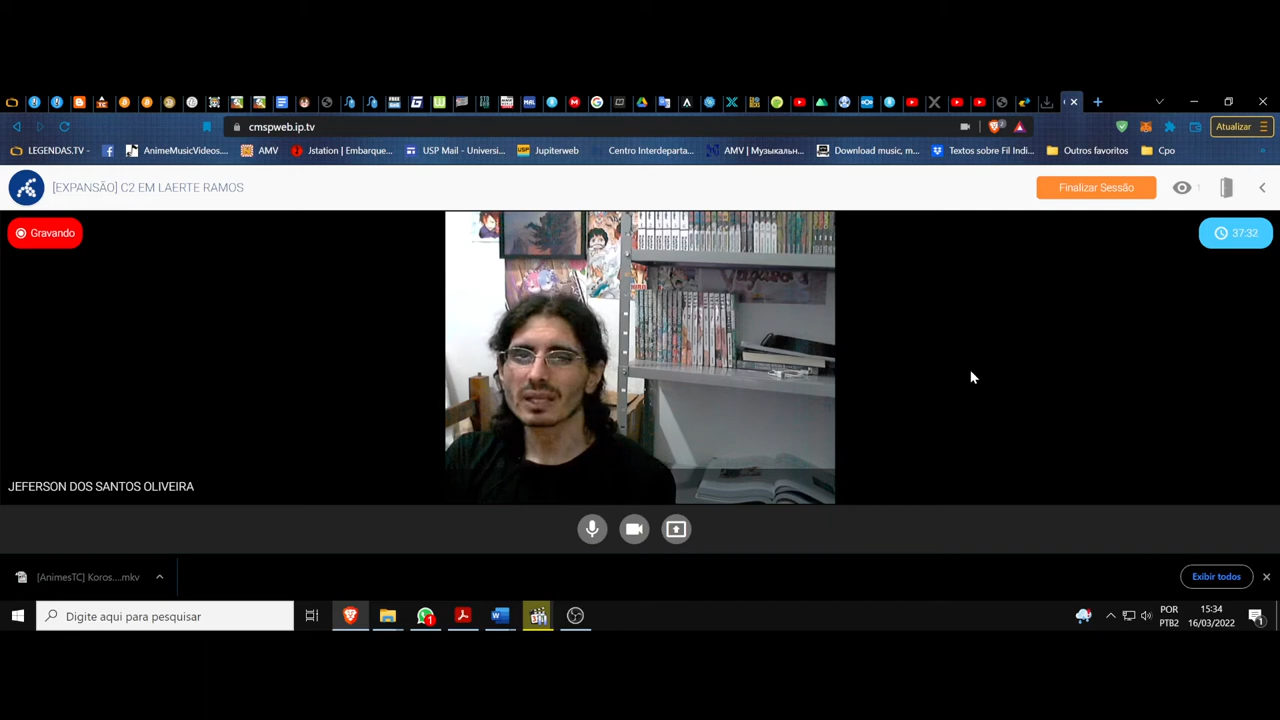 cmspweb.ip.tv
Atualizar
LEGENDAS.TV -
AnimeMusicVideos...
AMV
Jstation | Embarque...
USP Mail - Universi...
Jupiterweb
Centro Interdeparta...
AMV | Музыкальн...
Download music, m...
Textos sobre Fil Indi...
Outros favoritos
Cpo
[EXPANSÃO] C2 EM LAERTE RAMOS
Finalizar Sessão
1
Gravando
37:32
JEFERSON DOS SANTOS OLIVEIRA
[AnimesTC] Koros....mkv
Exibir todos
Digite aqui para pesquisar
1
POR
PTB2
15:34
16/03/2022
1